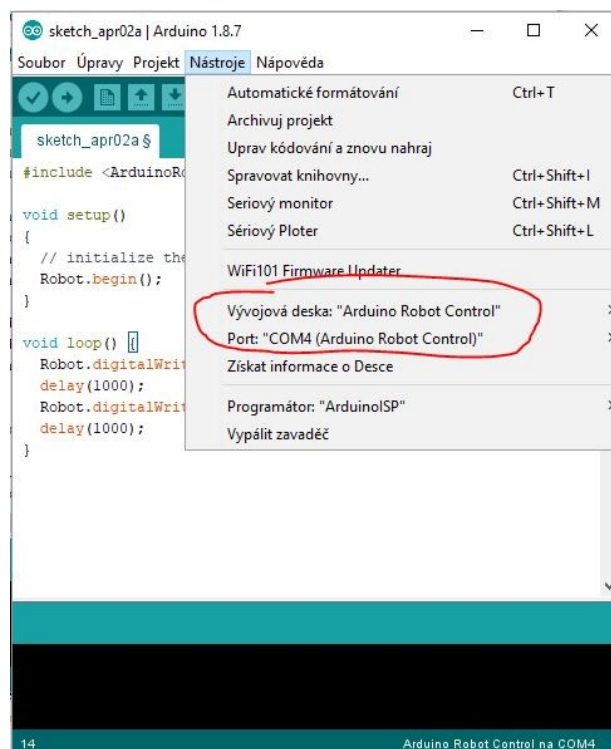 sketch_apr02a | Arduino 1.8.7
Soubor Úpravy Projekt Nástroje Nápověda
Automatické formátování Ctrl+T
Archivuj projekt
Uprav kódování a znovu nahraj
Spravovat knihovny... Ctrl+Shift+I
Seriový monitor Ctrl+Shift+M
Sériový Ploter Ctrl+Shift+L
WiFi101 Firmware Updater
Vývojová deska: "Arduino Robot Control"
Port: "COM4 (Arduino Robot Control)"
Získat informace o Desce
Programátor: "ArduinoISP"
Vypálit zavaděč
sketch_apr02a §
#include <ArduinoRo
void setup()
{
// initialize the
Robot.begin();
}
void loop() {
Robot.digitalWrit
delay(1000);
Robot.digitalWrit
delay(1000);
}
14 Arduino Robot Control na COM4